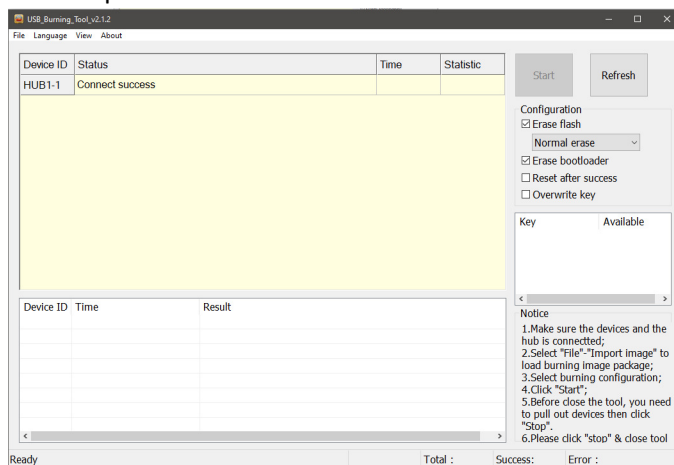 USB_Burning_Tool_v2.1.2
File Language View About
Device ID Status Time Statistic
HUB1-1 Connect success
Start Refresh
Configuration
Erase flash
Normal erase
Erase bootloader
Reset after success
Overwrite key
Key Available
Device ID Time Result
Notice
1.Make sure the devices and the
hub is connectted;
2.Select "File"-"Import image" to
load burning image package;
3.Select burning configuration;
4.Click "Start";
5.Before close the tool, you need
to pull out devices then click
"Stop".
6.Please click "stop" & close tool
Ready Total : Success: Error :